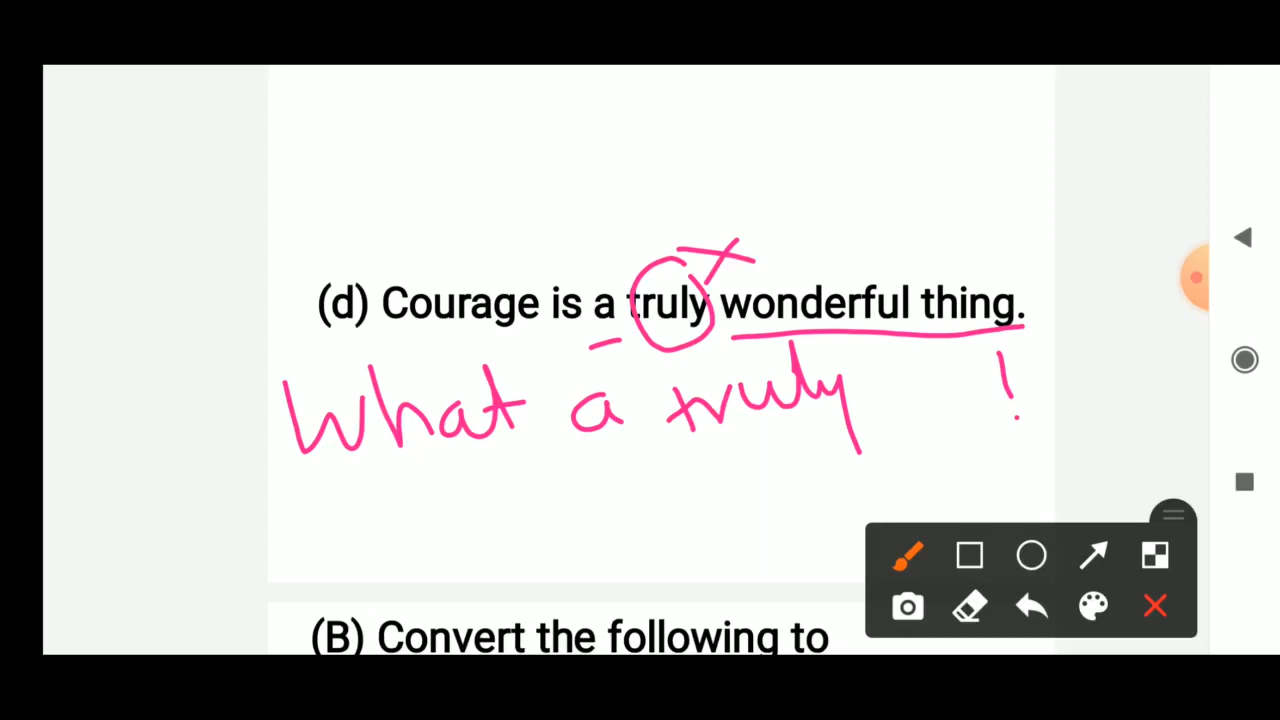 (d) Courage is a truly wonderful thing.
What a truly !
(B) Convert the following to